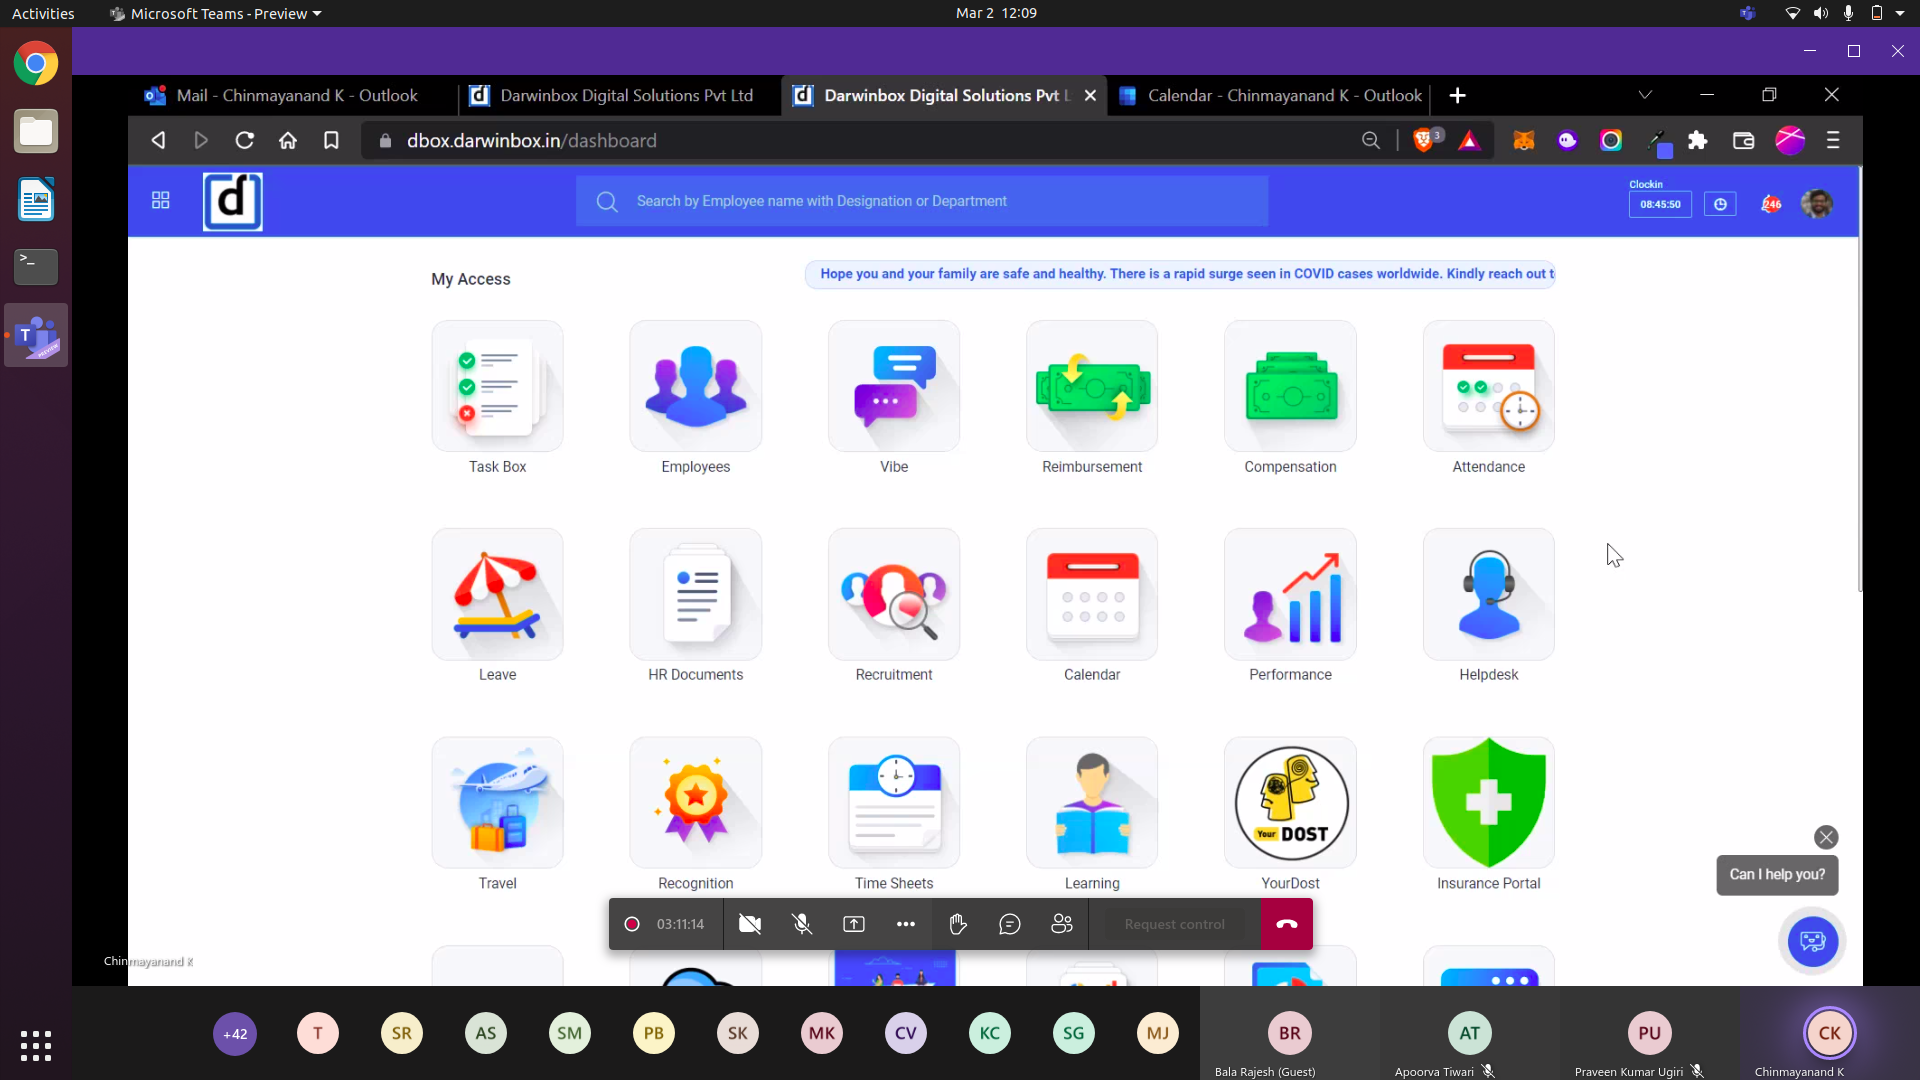 Activities
Microsoft Teams - Preview
Mar 2 12:09
Mail - Chinmayanand K - Outlook
Darwinbox Digital Solutions Pvt Ltd
Darwinbox Digital Solutions Pvt L
Calendar - Chinmayanand K - Outlook
dbox.darwinbox.in/dashboard
3
d
Search by Employee name with Designation or Department
Clockin
08:45:50
246
My Access
Hope you and your family are safe and healthy. There is a rapid surge seen in COVID cases worldwide. Kindly reach out t
Task Box
Employees
Vibe
Reimbursement
Compensation
Attendance
Leave
HR Documents
Recruitment
Calendar
Performance
Helpdesk
Your DOST
Travel
Recognition
Time Sheets
Learning
YourDost
Insurance Portal
Can I help you?
03:11:14
Request control
Chinmayanand K
+42
T
SR
AS
SM
PB
SK
MK
CV
KC
SG
MJ
BR
AT
PU
CK
Bala Rajesh (Guest)
Apoorva Tiwari
Praveen Kumar Ugiri
Chinmayanand K